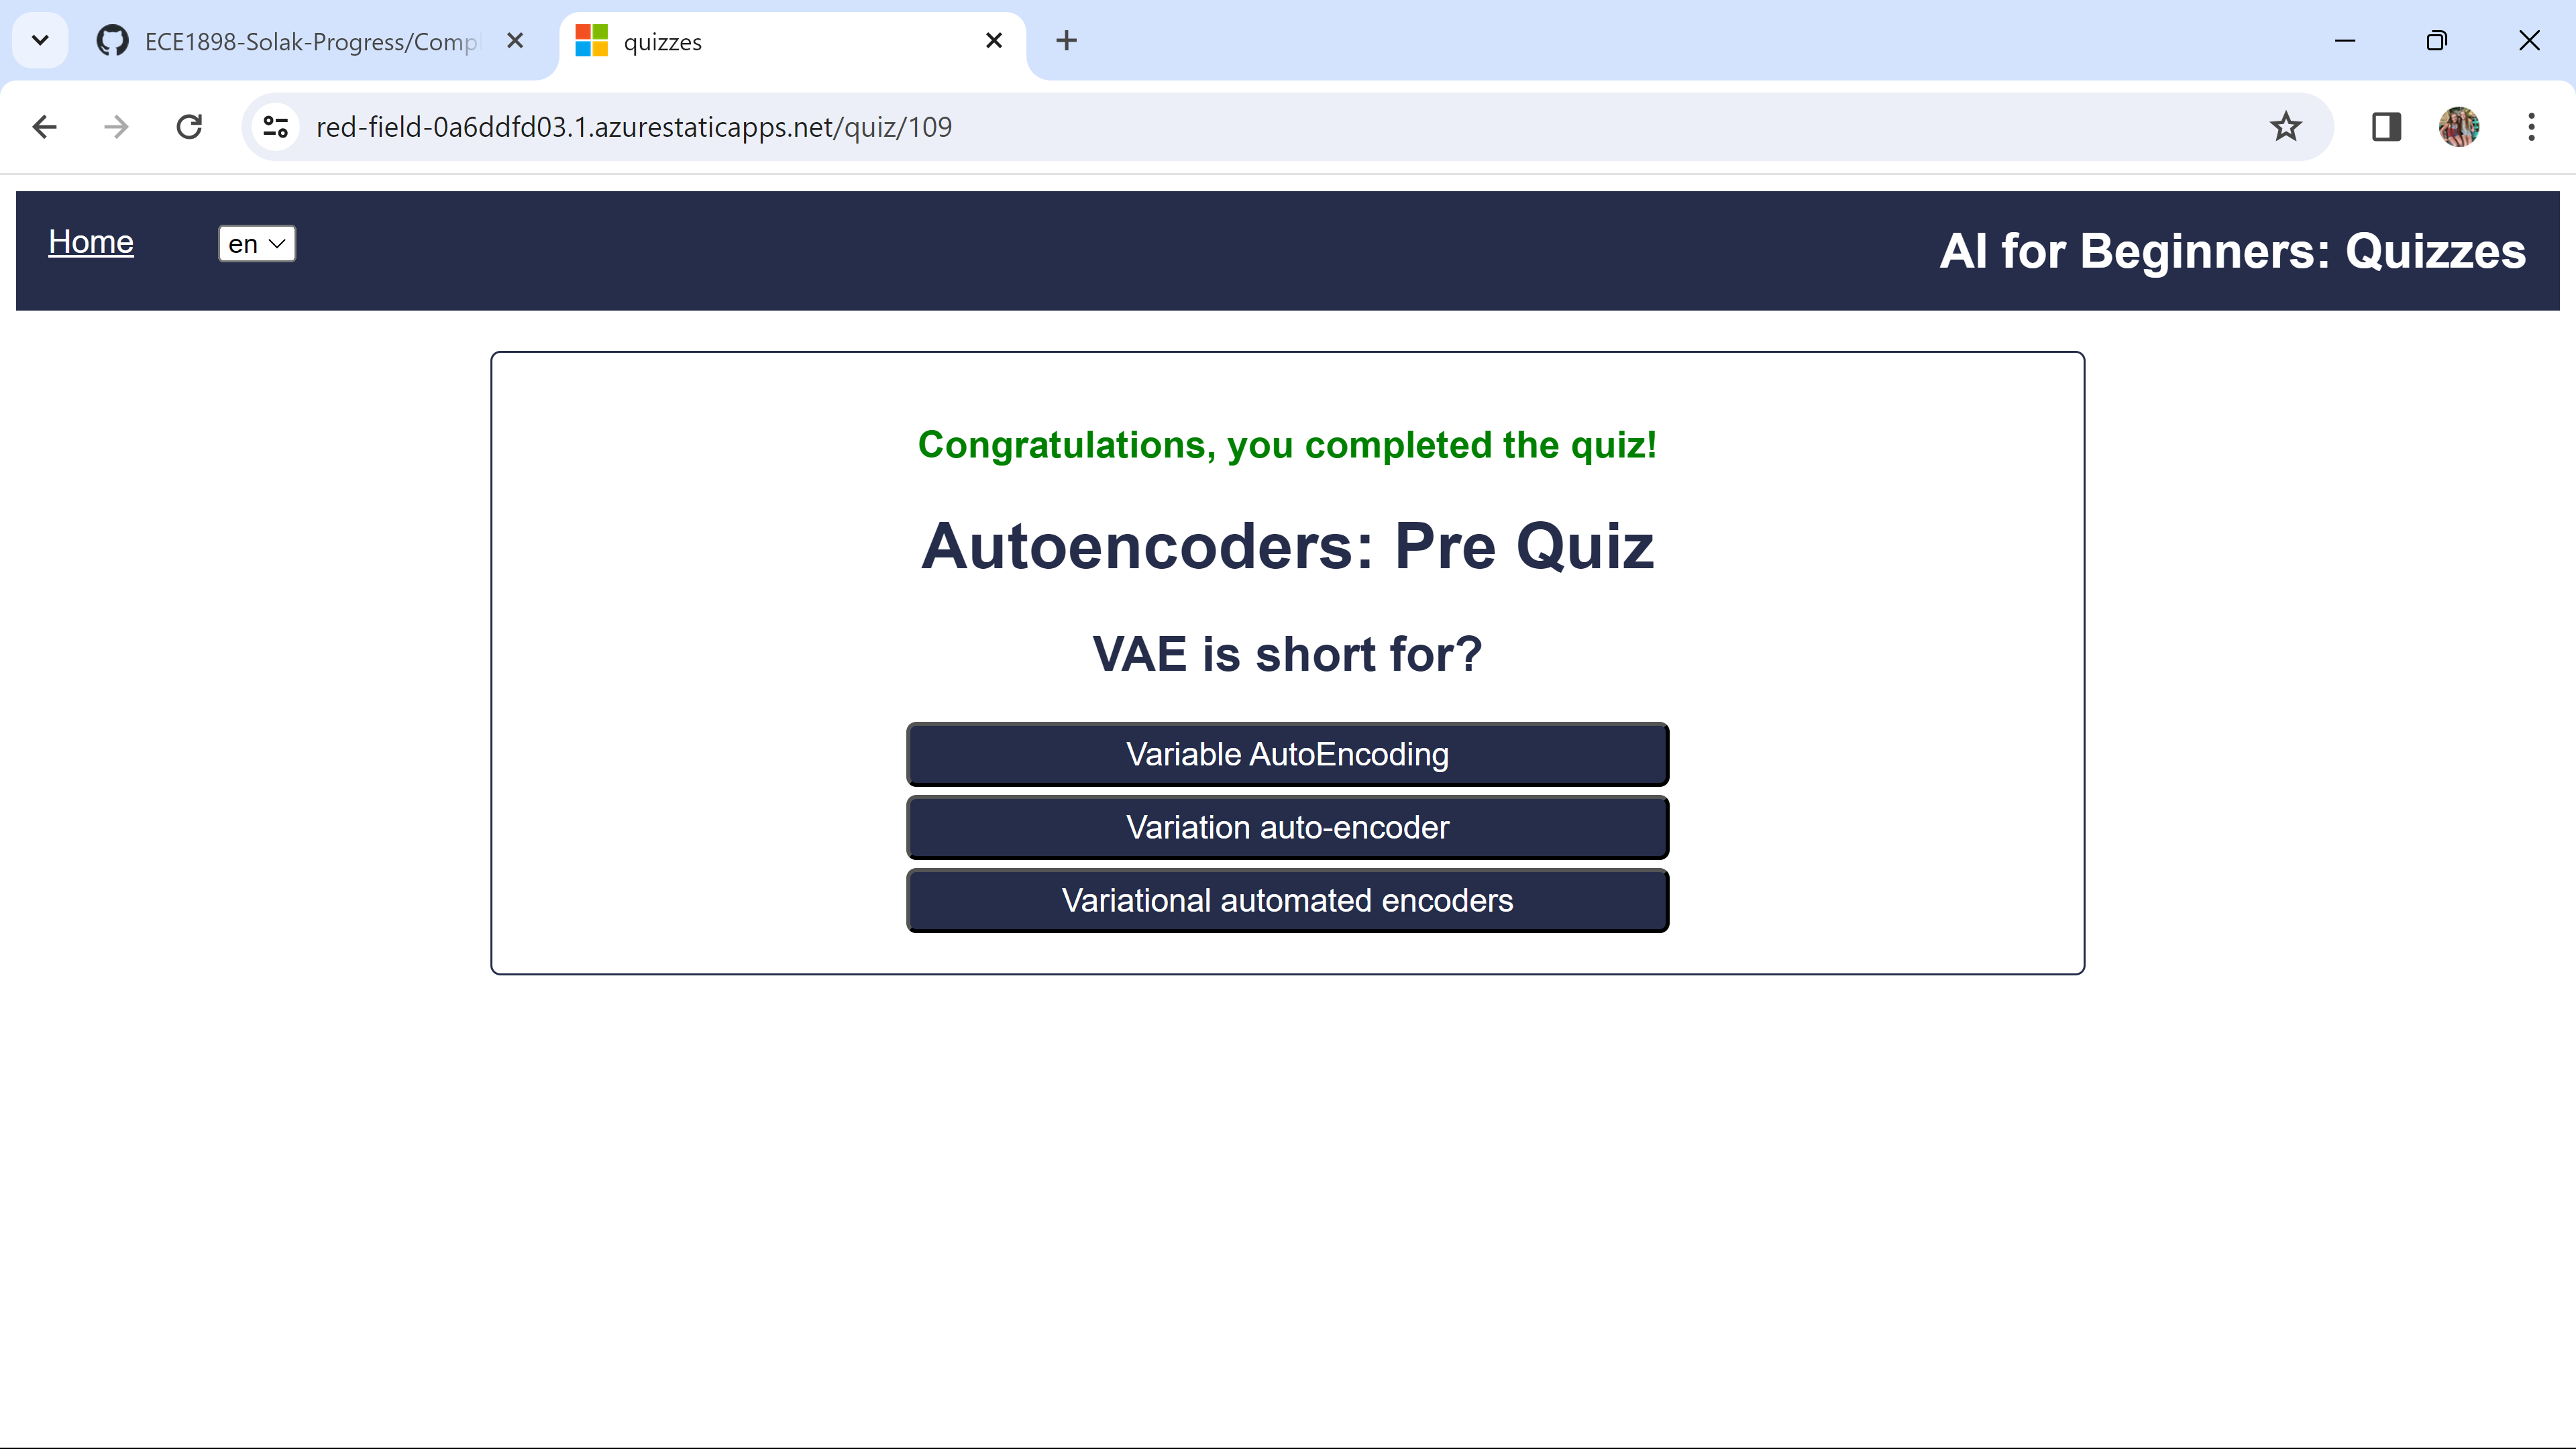 ECE1898-Solak-Progress/Comp
quizzes
red-field-0a6ddfd03.1.azurestaticapps.net/quiz/109
Home
en
AI for Beginners: Quizzes
Congratulations, you completed the quiz!
Autoencoders: Pre Quiz
VAE is short for?
Variable AutoEncoding
Variation auto-encoder
Variational automated encoders